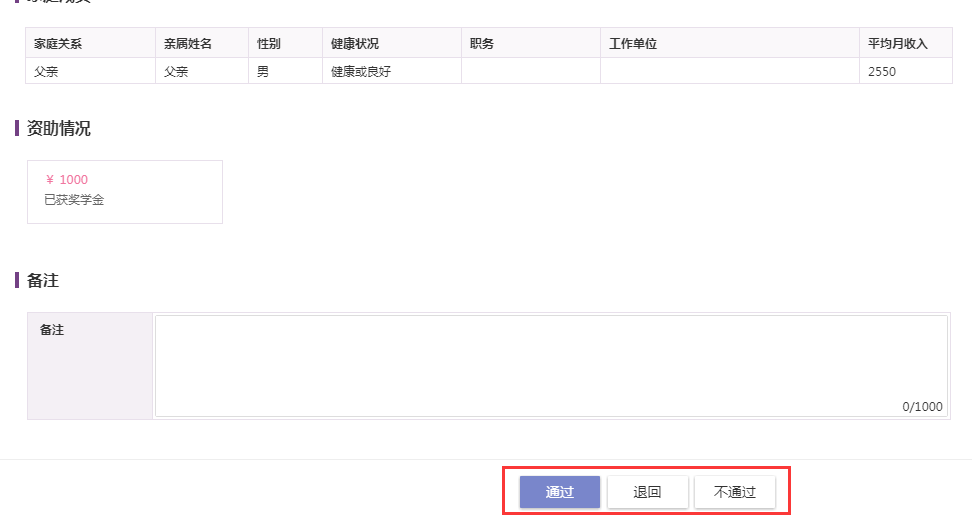 家庭关系 亲属姓名 性别 健康状况 职务 工作单位 平均月收入
父亲 父亲 男 健康或良好 2550
资助情况
¥ 1000
已获奖学金
备注
备注
0/1000
通过 退回 不通过